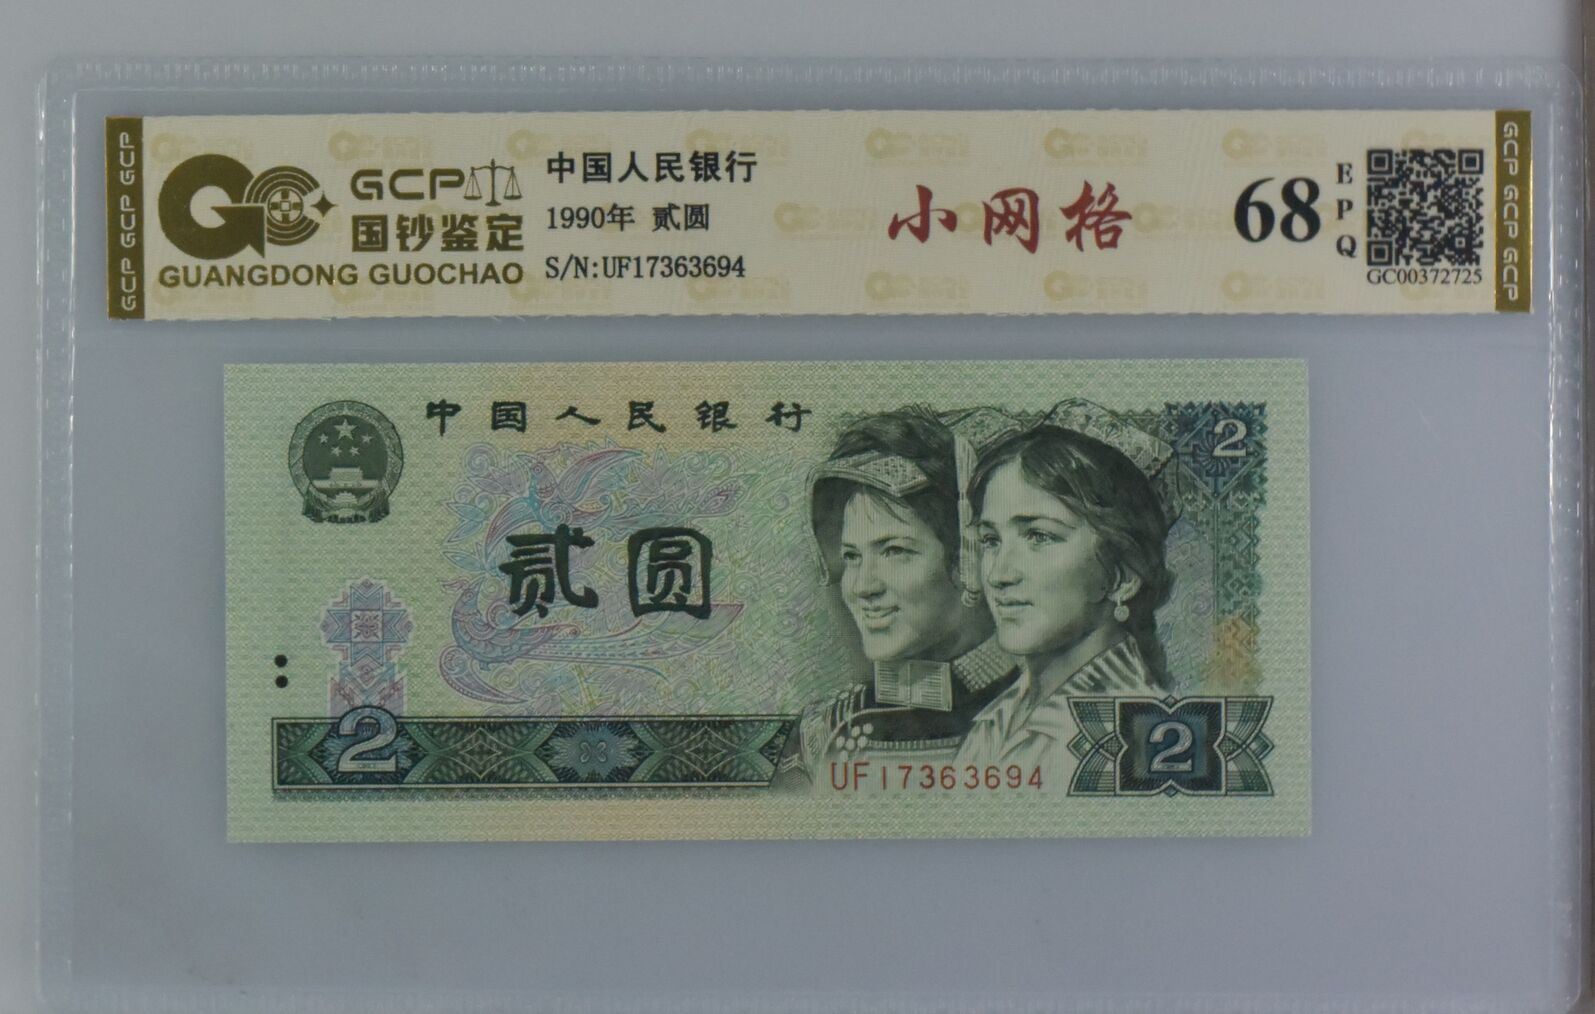 GCP
国钞鉴定
GUANGDONG GUOCHAO
中国人民银行
1990年 贰圆
S/N:UF17363694
小网格
68
EPQ
GC00372725
GCP GCP GCP
GCP GCP GCP GCP
中国人民银行
2
贰圆
2
UF17363694
2